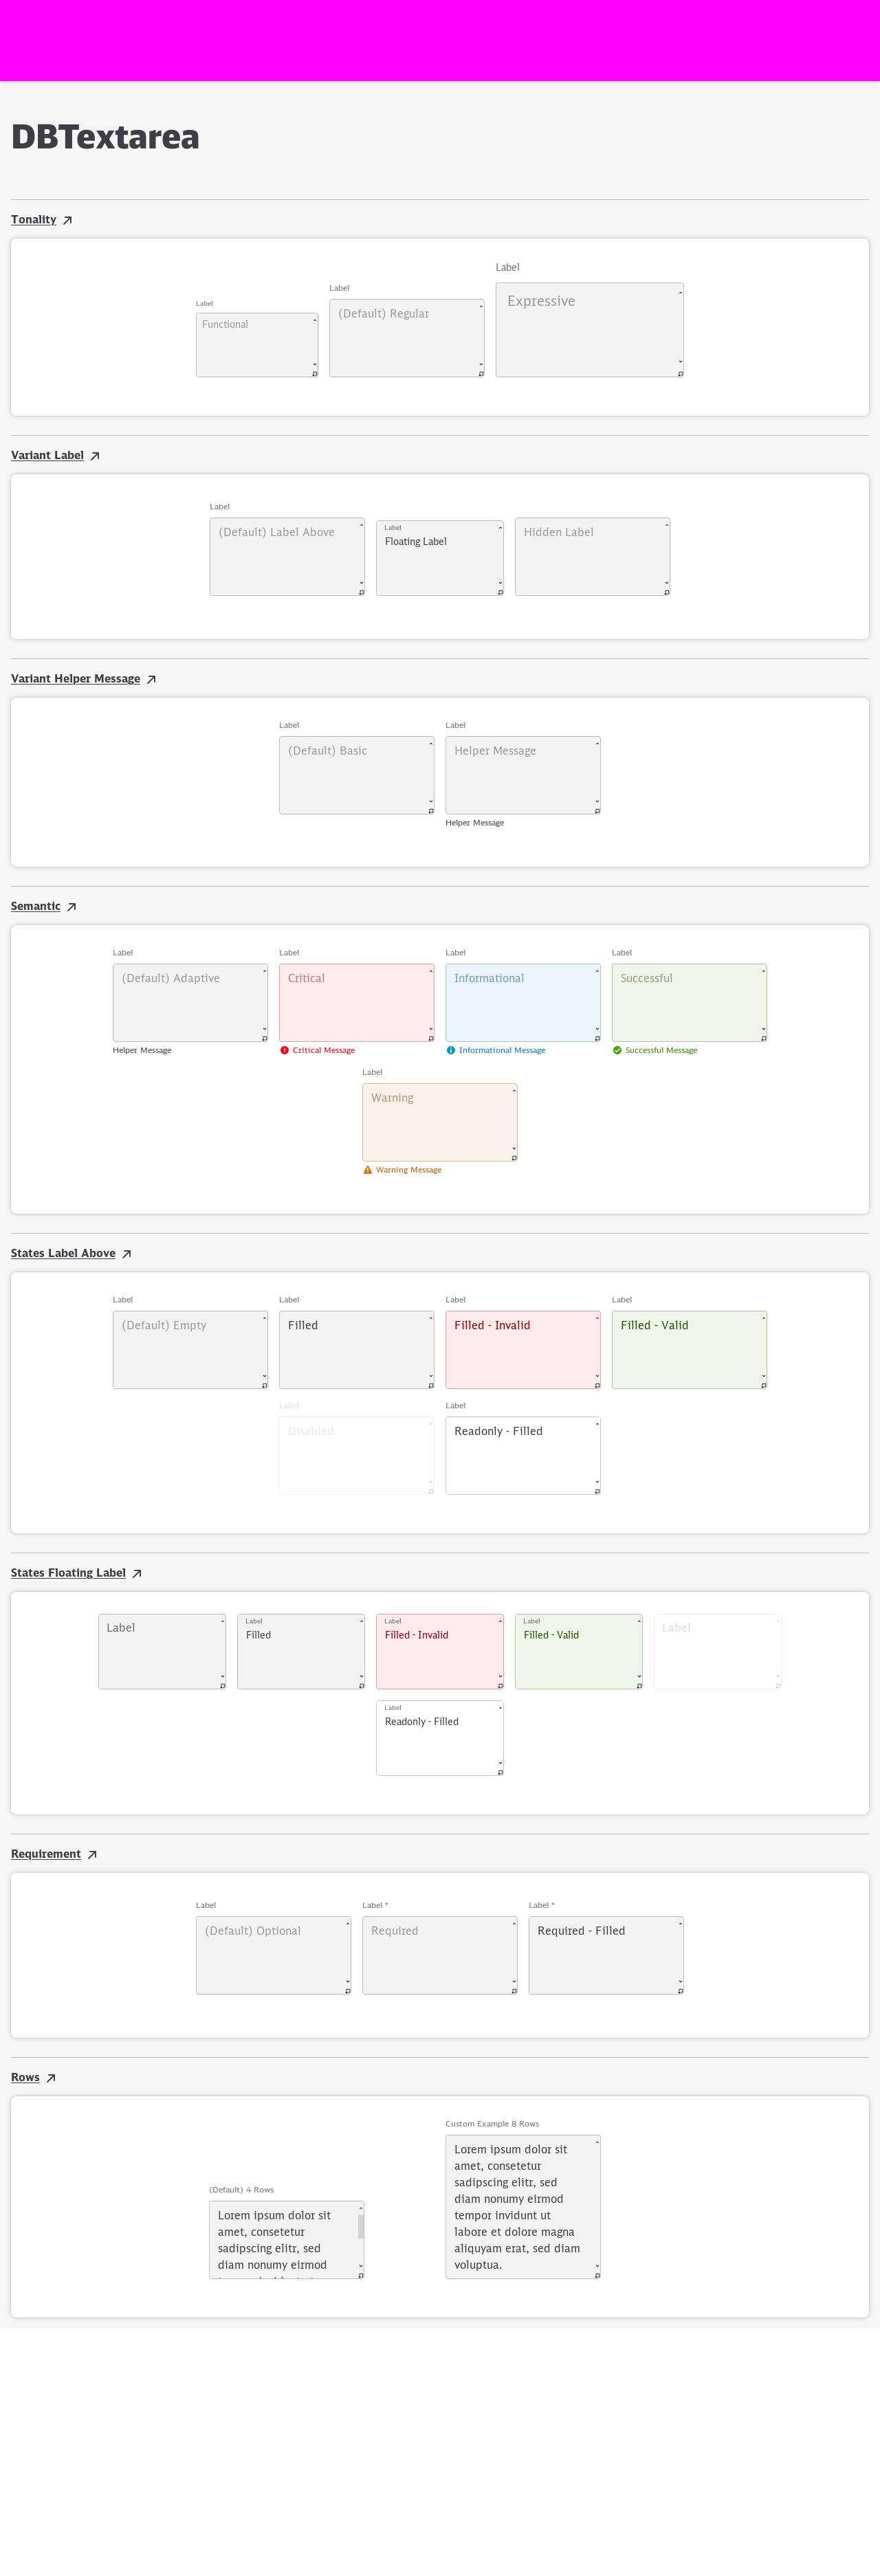 DBTextarea
Tonality
Label
Functional
Label
(Default) Regular
Label
Expressive
Variant Label
Label
(Default) Label Above
Label
Floating Label
Hidden Label
Variant Helper Message
Label
(Default) Basic
Label
Helper Message
Helper Message
Semantic
Label
(Default) Adaptive
Helper Message
Label
Critical
Critical Message
Label
Informational
Informational Message
Label
Successful
Successful Message
Label
Warning
Warning Message
States Label Above
Label
(Default) Empty
Label
Filled
Label
Filled - Invalid
Label
Filled - Valid
Label
Disabled
Label
Readonly - Filled
States Floating Label
Label
Label
Filled
Label
Filled - Invalid
Label
Filled - Valid
Label
Label
Readonly - Filled
Requirement
Label
(Default) Optional
Label *
Required
Label *
Required - Filled
Rows
(Default) 4 Rows
Lorem ipsum dolor sit
amet, consetetur
sadipscing elitr, sed
diam nonumy eirmod
Custom Example 8 Rows
Lorem ipsum dolor sit
amet, consetetur
sadipscing elitr, sed
diam nonumy eirmod
tempor invidunt ut
labore et dolore magna
aliquyam erat, sed diam
voluptua.